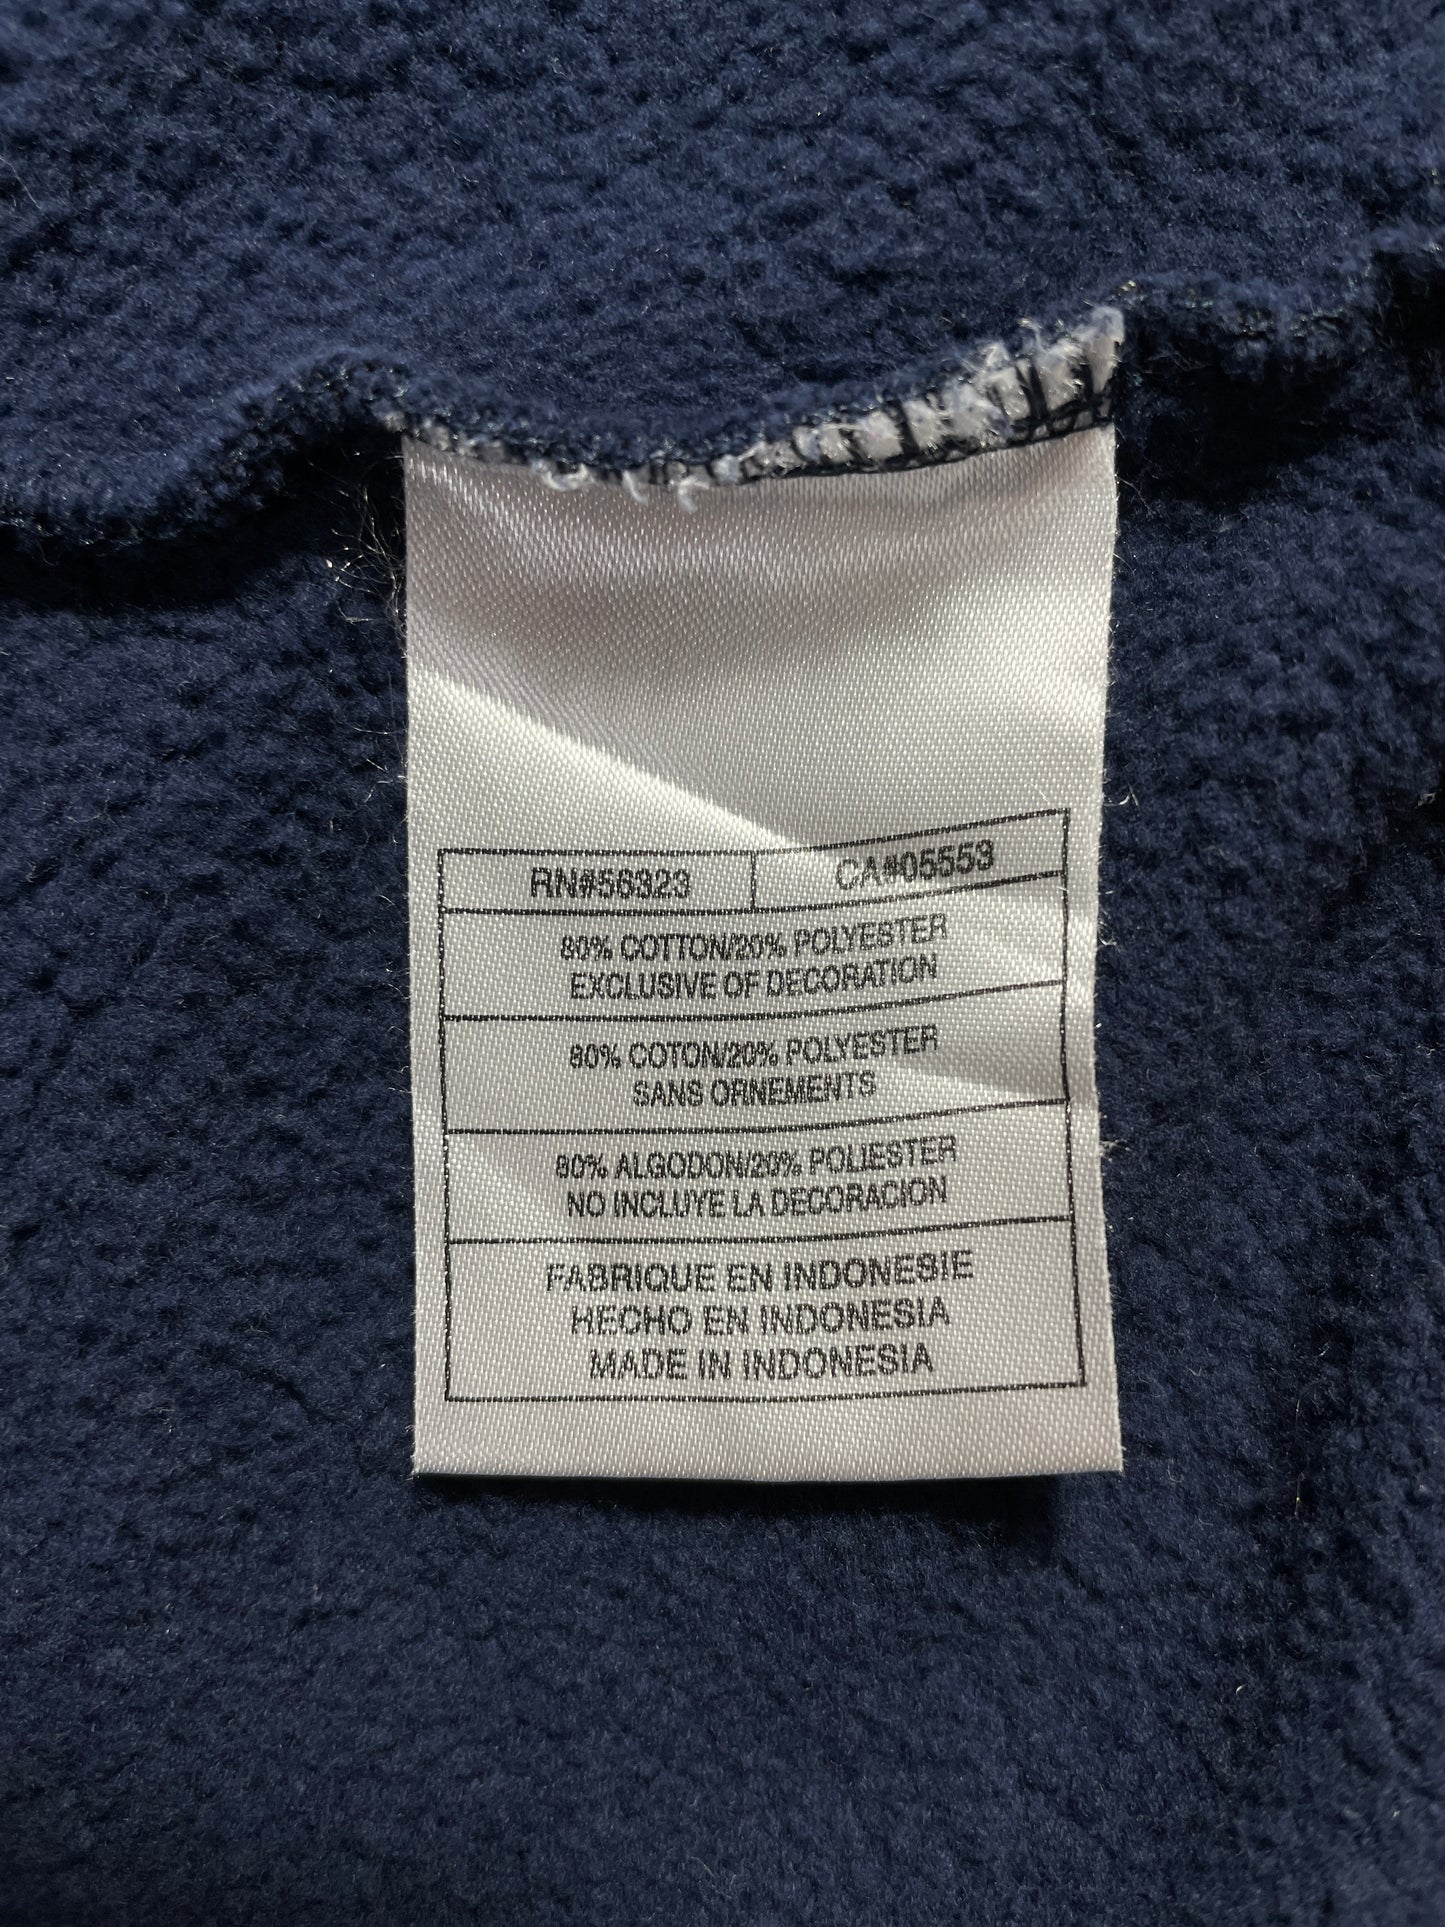 RN#56323 CA#05553
80% COTTON/20% POLYESTER
EXCLUSIVE OF DECORATION
80% COTON/20% POLYESTER
SANS ORNEMENTS
80% ALGODON/20% POLIESTER
NO INCLUYE LA DECORACION
FABRIQUE EN INDONESIE
HECHO EN INDONESIA
MADE IN INDONESIA